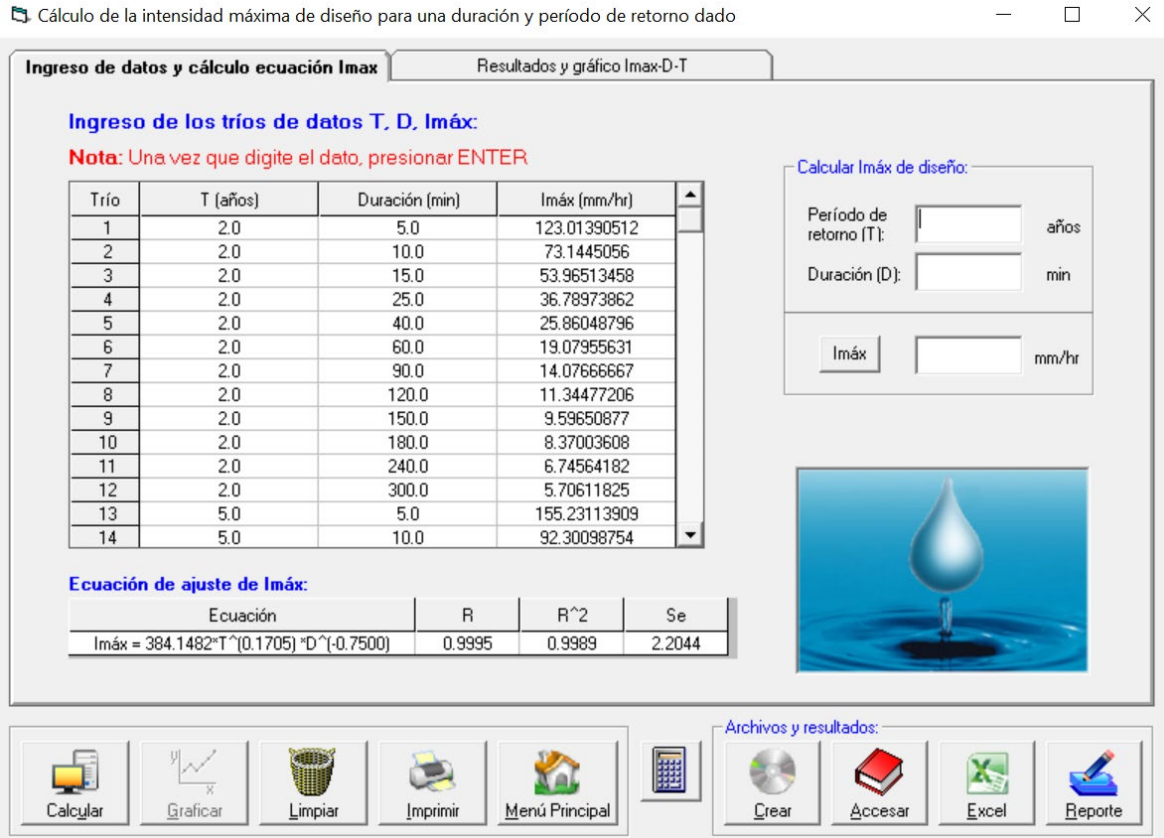 Cálculo de la intensidad máxima de diseño para una duración y período de retorno dado
Ingreso de datos y cálculo ecuación Imax
Resultados y gráfico Imax-D-T
Ingreso de los tríos de datos T, D, Imáx:
Nota: Una vez que digite el dato, presionar ENTER
Trío T (años) Duración (min) Imáx (mm/hr)
1 2.0 5.0 123.01390512
2 2.0 10.0 73.1445056
3 2.0 15.0 53.96513458
4 2.0 25.0 36.78973862
5 2.0 40.0 25.86048796
6 2.0 60.0 19.07955631
7 2.0 90.0 14.07666667
8 2.0 120.0 11.34477206
9 2.0 150.0 9.59650877
10 2.0 180.0 8.37003608
11 2.0 240.0 6.74564182
12 2.0 300.0 5.70611825
13 5.0 5.0 155.23113909
14 5.0 10.0 92.30098754
Calcular Imáx de diseño:
Período de
retorno (T): años
Duración (D): min
Imáx mm/hr
Ecuación de ajuste de Imáx:
Ecuación R R^2 Se
Imáx = 384.1482*T^(0.1705) *D^(-0.7500) 0.9995 0.9989 2.2044
Calcular
Graficar
Limpiar
Imprimir
Menú Principal
Archivos y resultados:
Crear
Accesar
Excel
Reporte